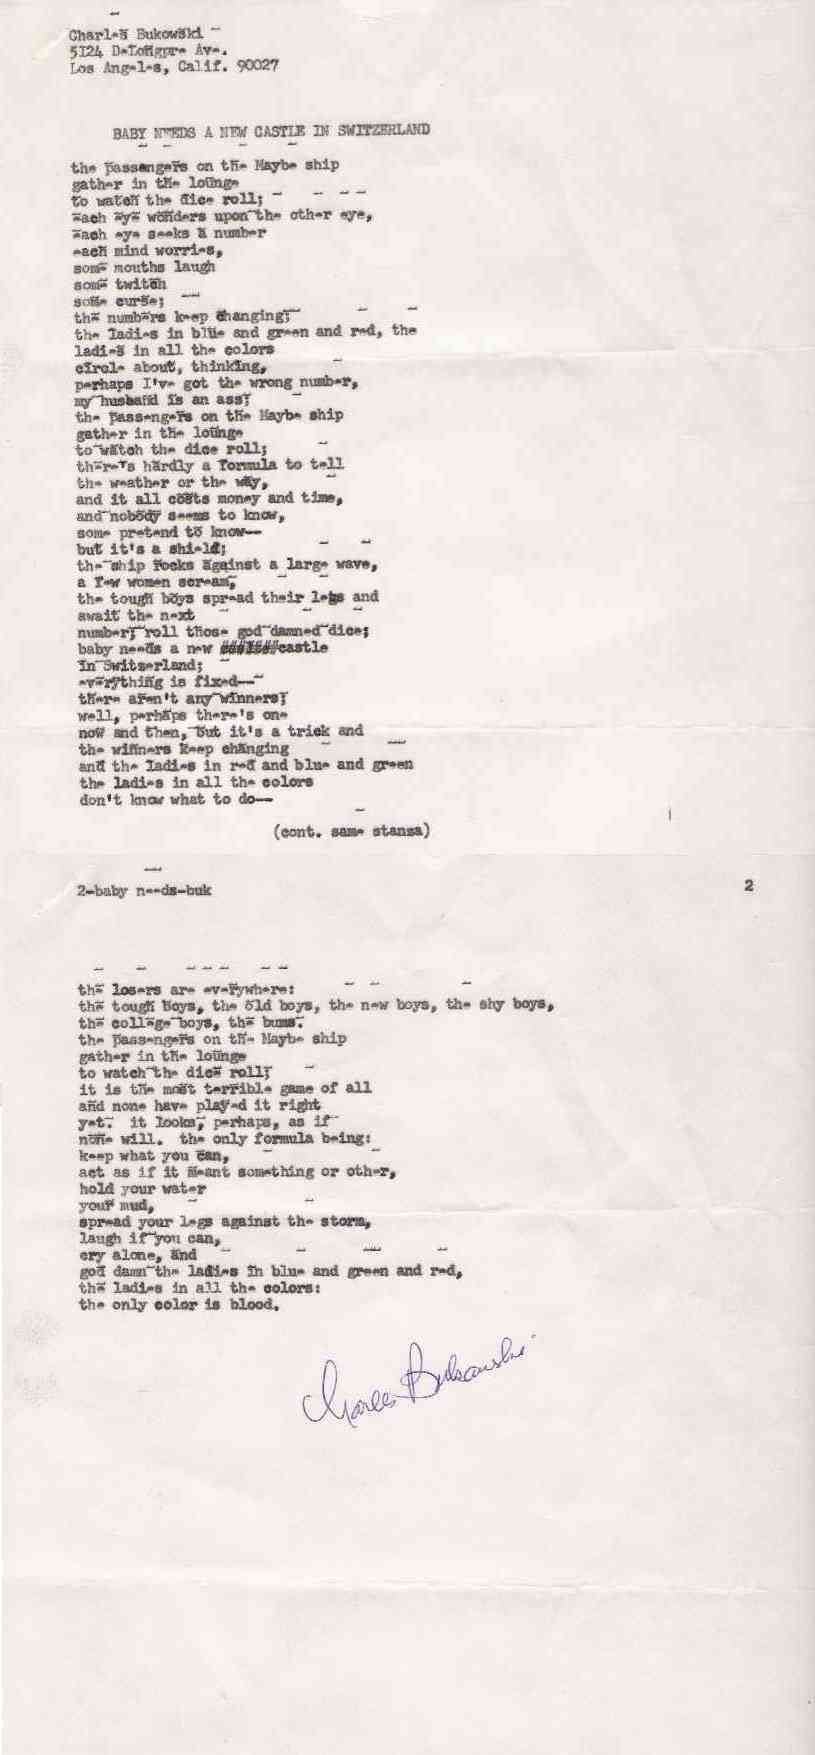 Charles Bukowski
5124 DeLongpre Ave.
Los Angeles, Calif. 90027
BABY NEEDS A NEW CASTLE IN SWITZERLAND
the passengers on the Maybe ship
gather in the lounge
to watch the dice roll;
each eye wonders upon the other eye,
each eye seeks a number
each mind worries,
some mouths laugh
some twitch
some curse;
the numbers keep changing;
the ladies in blue and green and red, the
ladies in all the colors
circle about, thinking,
perhaps I've got the wrong number,
my husband is an ass;
the passengers on the Maybe ship
gather in the lounge
to watch the dice roll;
there's hardly a formula to tell
the weather or the way,
and it all costs money and time,
and nobody seems to know,
some pretend to know--
but it's a shield;
the ship rocks against a large wave,
a few women scream,
the tough boys spread their legs and
await the next
number; roll those god damned dice;
baby needs a new castle
in Switzerland;
everything is fixed--
there aren't any winners;
well, perhaps there's one
now and then, but it's a trick and
the winners keep changing
and the ladies in red and blue and green
the ladies in all the colors
don't know what to do--
(cont. same stanza)
2-baby needs-buk
2
the losers are everywhere:
the tough boys, the old boys, the new boys, the shy boys,
the college boys, the bums.
the passengers on the Maybe ship
gather in the lounge
to watch the dice roll;
it is the most terrible game of all
and none have played it right
yet. it looks, perhaps, as if
none will. the only formula being:
keep what you can,
act as if it meant something or other,
hold your water
your mud,
spread your legs against the storm,
laugh if you can,
cry alone, and
god damn the ladies in blue and green and red,
the ladies in all the colors:
the only color is blood.
Charles Bukowski